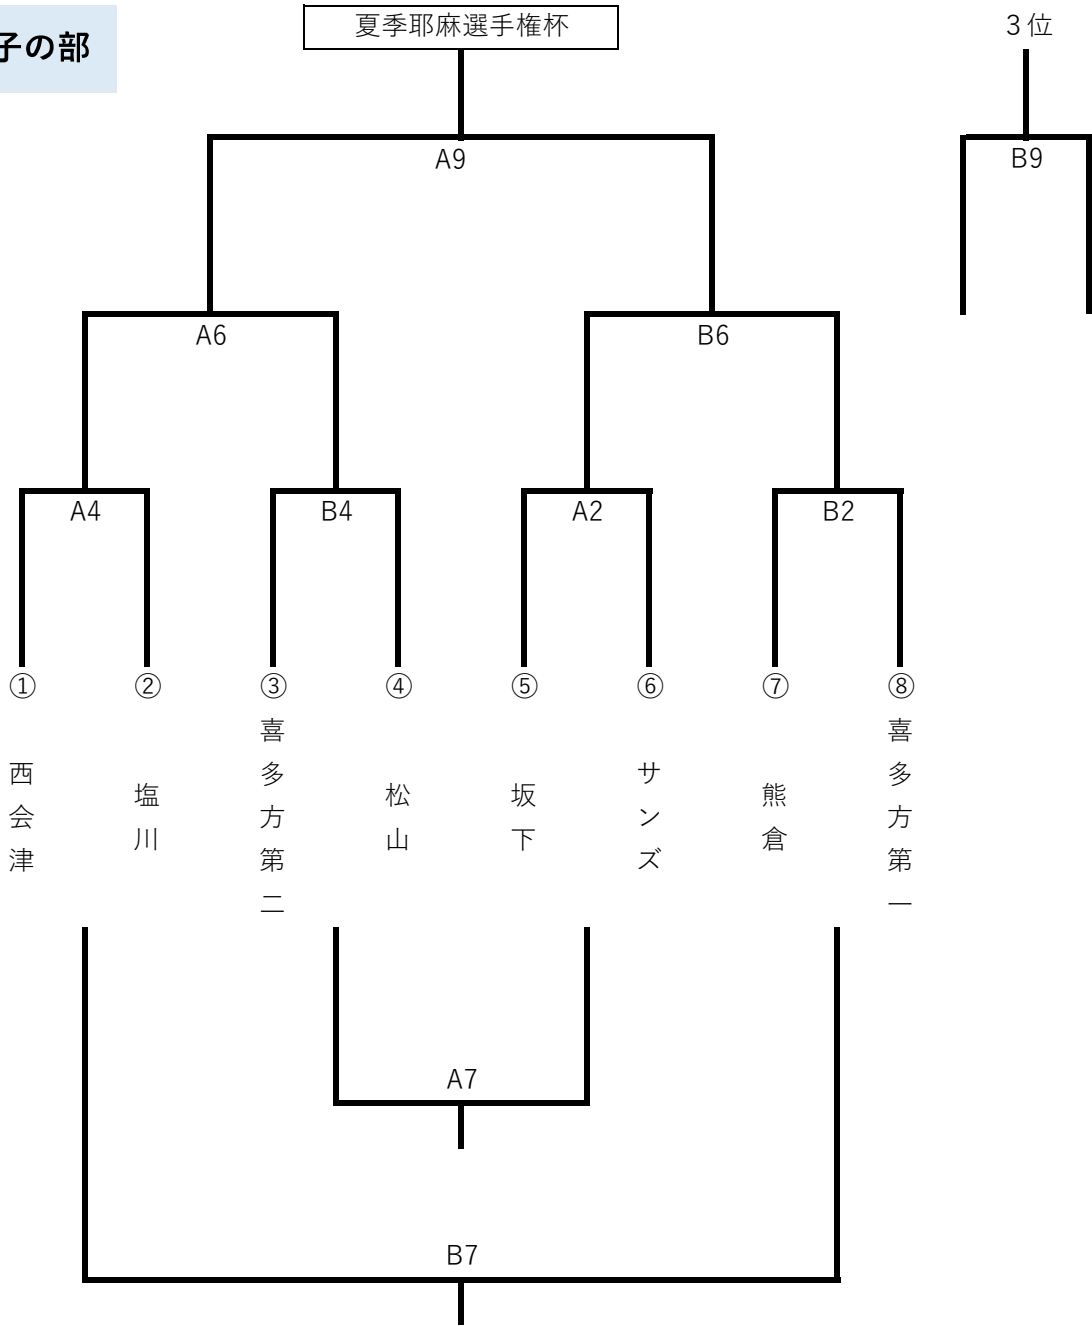 子の部
夏季耶麻選手権杯
３位
A9
B9
A6
B6
A4
B4
A2
B2
①
②
③
④
⑤
⑥
⑦
⑧
西会津
塩川
喜多方第二
松山
坂下
サンズ
熊倉
喜多方第一
A7
B7